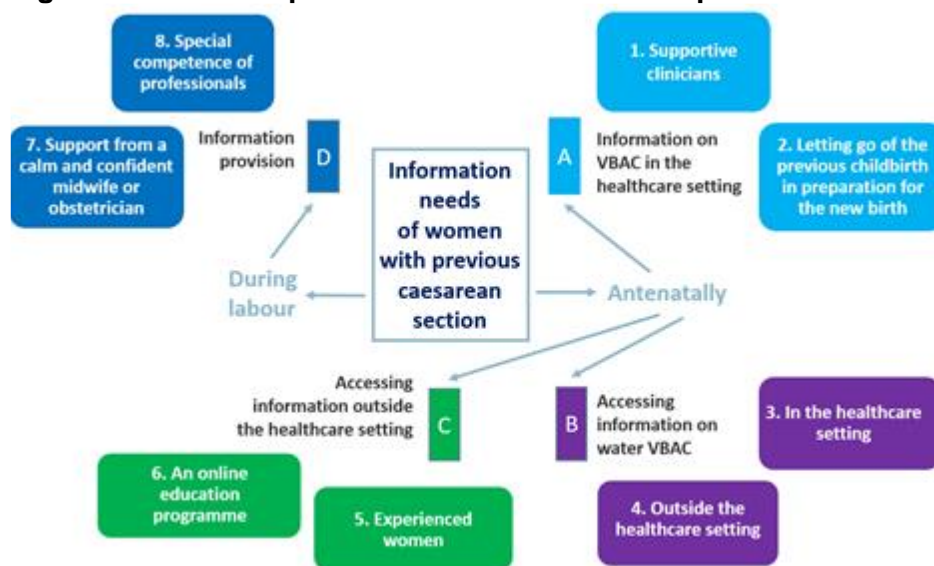 8. Special
competence of
professionals
1. Supportive
clinicians
7. Support from a
calm and confident
midwife or
obstetrician
Information
provision
D
Information
needs
of women
with previous
caesarean
section
A
Information on
VBAC in the
healthcare setting
2. Letting go of the
previous childbirth
in preparation for
the new birth
During
labour
Antenatally
Accessing
information outside
the healthcare setting
C
B
Accessing
information on
water VBAC
3. In the healthcare
setting
6. An online
education
programme
5. Experienced
women
4. Outside the
healthcare setting